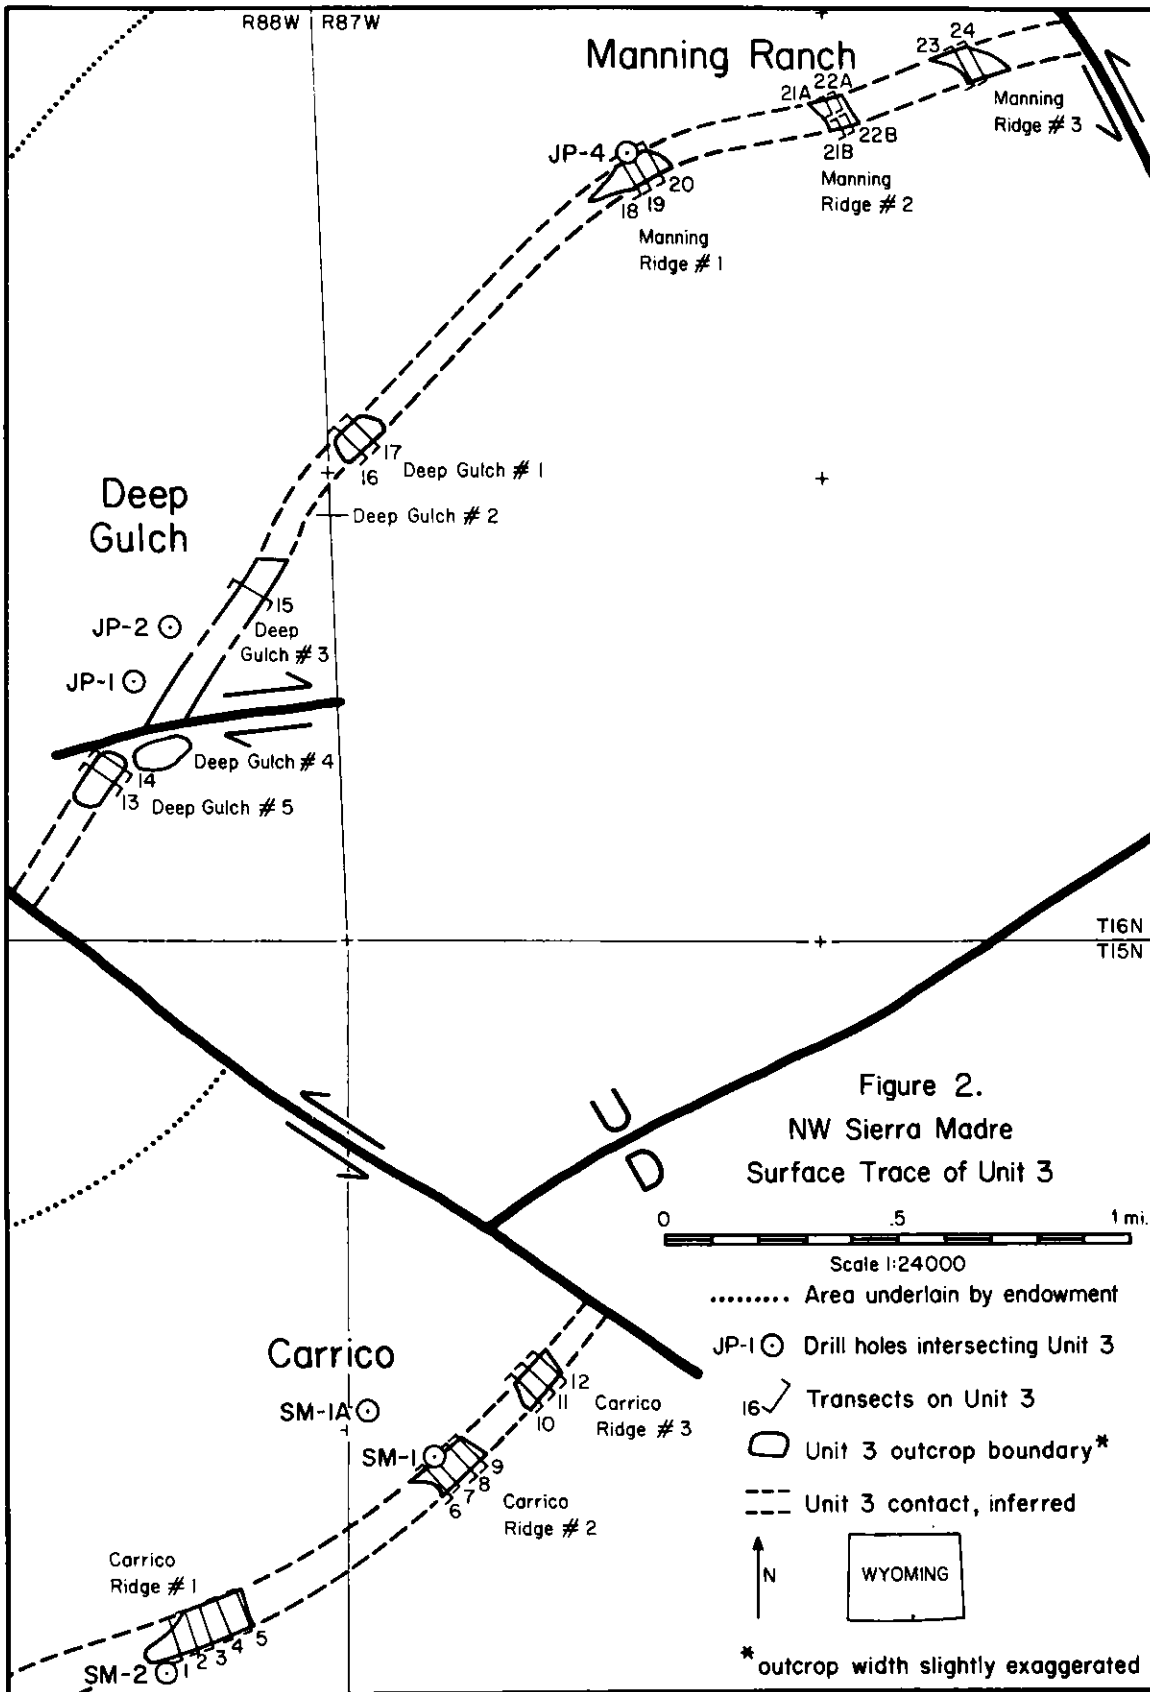 R88W R87W
Manning Ranch
23 24
21A 22A
Manning
Ridge # 3
JP-4
21B 22B
Manning
Ridge # 2
18 19 20
Manning
Ridge # 1
16 17
Deep Gulch # 1
Deep
Gulch
Deep Gulch # 2
15
JP-2
Deep
Gulch # 3
JP-1
Deep Gulch # 4
14
13
Deep Gulch # 5
T16N
T15N
U
D
Figure 2.
NW Sierra Madre
Surface Trace of Unit 3
0 .5 1 mi.
Scale 1:24000
Area underlain by endowment
JP-1 Drill holes intersecting Unit 3
16 Transects on Unit 3
Unit 3 outcrop boundary*
Unit 3 contact, inferred
N
WYOMING
*outcrop width slightly exaggerated
Carrico
12
11
10
Carrico
Ridge # 3
SM-1A
SM-1
9
8
7
6
Carrico
Ridge # 2
Carrico
Ridge # 1
SM-2
1 2 3 4 5